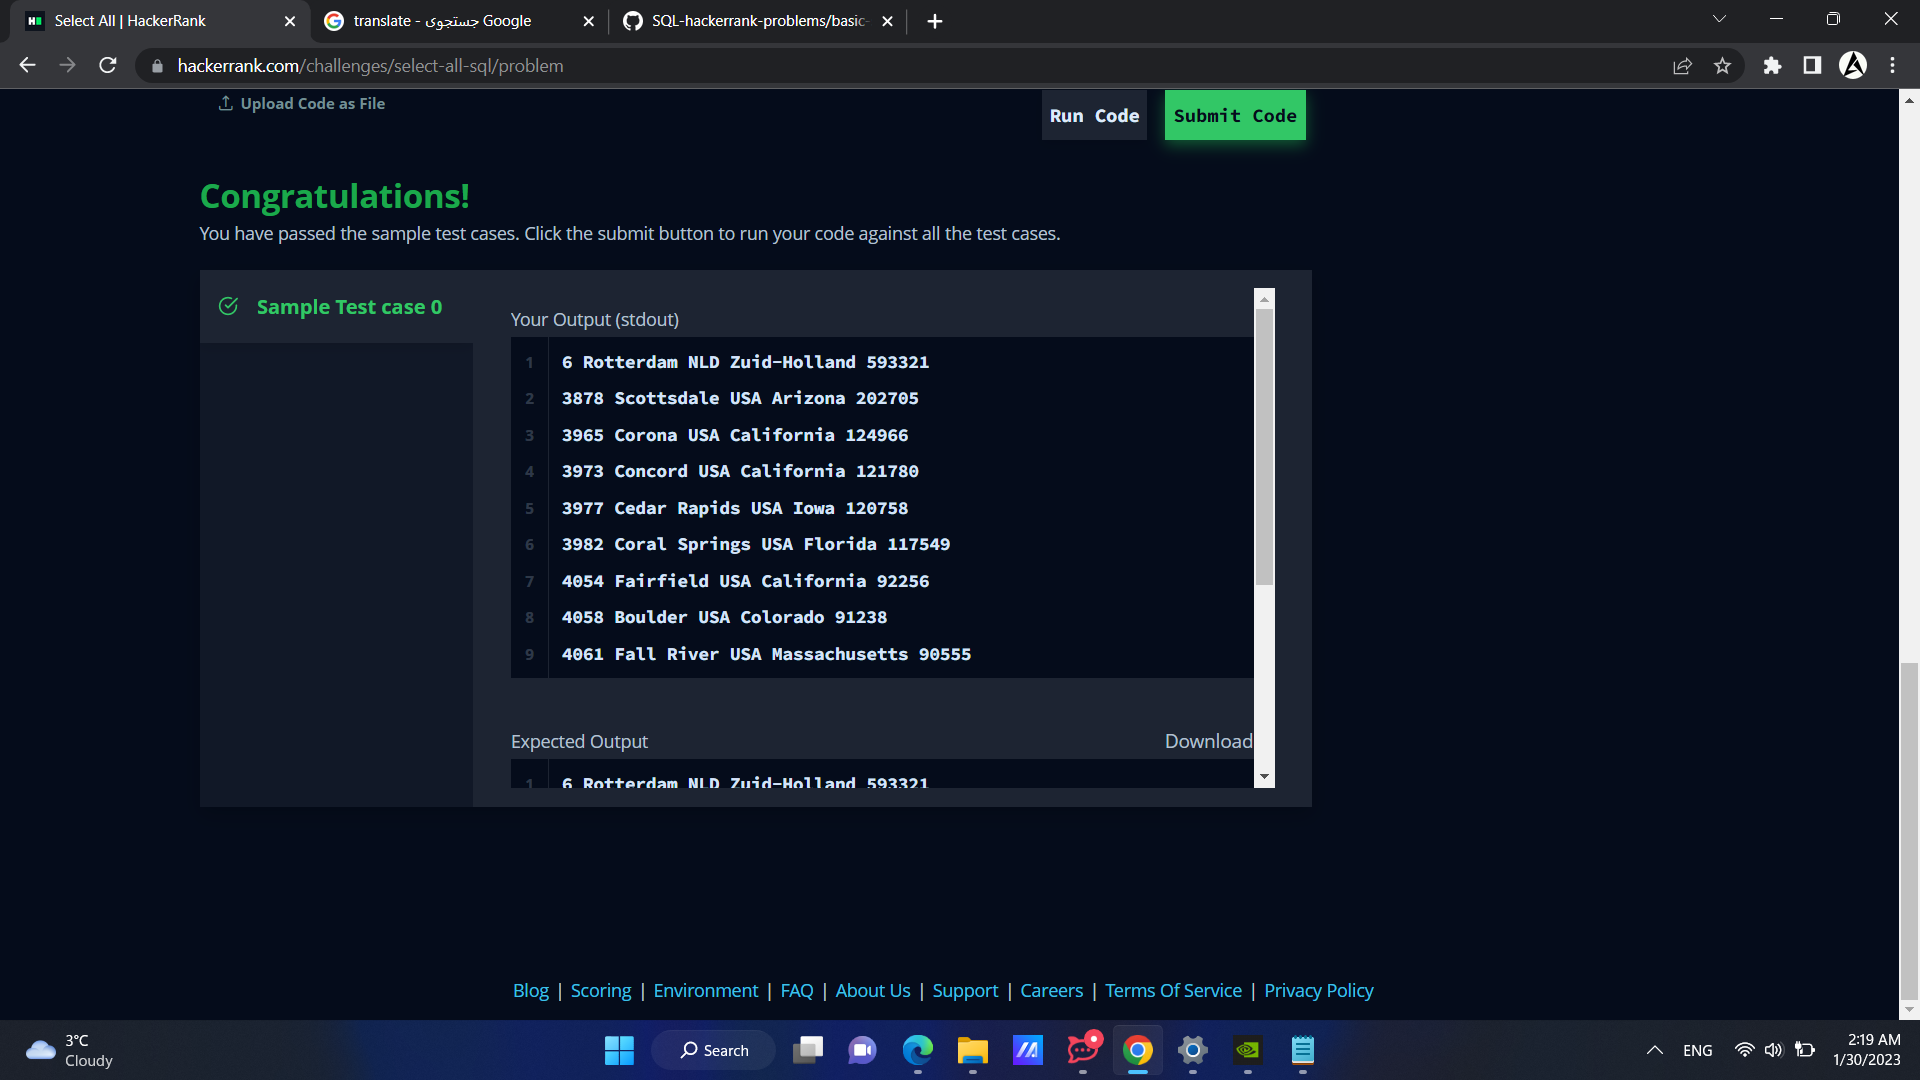 Select All | HackerRank
translate - جستجوی Google
SQL-hackerrank-problems/basic-
hackerrank.com/challenges/select-all-sql/problem
Upload Code as File
Run Code
Submit Code
Congratulations!
You have passed the sample test cases. Click the submit button to run your code against all the test cases.
Sample Test case 0
Your Output (stdout)
1 6 Rotterdam NLD Zuid-Holland 593321
2 3878 Scottsdale USA Arizona 202705
3 3965 Corona USA California 124966
4 3973 Concord USA California 121780
5 3977 Cedar Rapids USA Iowa 120758
6 3982 Coral Springs USA Florida 117549
7 4054 Fairfield USA California 92256
8 4058 Boulder USA Colorado 91238
9 4061 Fall River USA Massachusetts 90555
Expected Output Download
1 6 Rotterdam NLD Zuid-Holland 593321
Blog | Scoring | Environment | FAQ | About Us | Support | Careers | Terms Of Service | Privacy Policy
3°C
Cloudy
Search
ENG
2:19 AM
1/30/2023